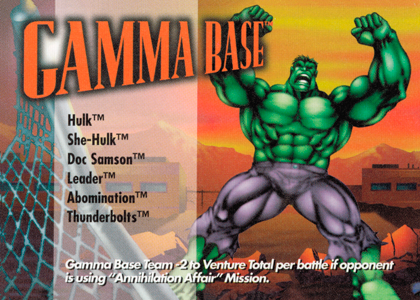 GAMMA BASE™
Hulk™
She-Hulk™
Doc Samson™
Leader™
Abomination™
Thunderbolts™
Gamma Base Team -2 to Venture Total per battle if opponent
is using "Annihilation Affair" Mission.